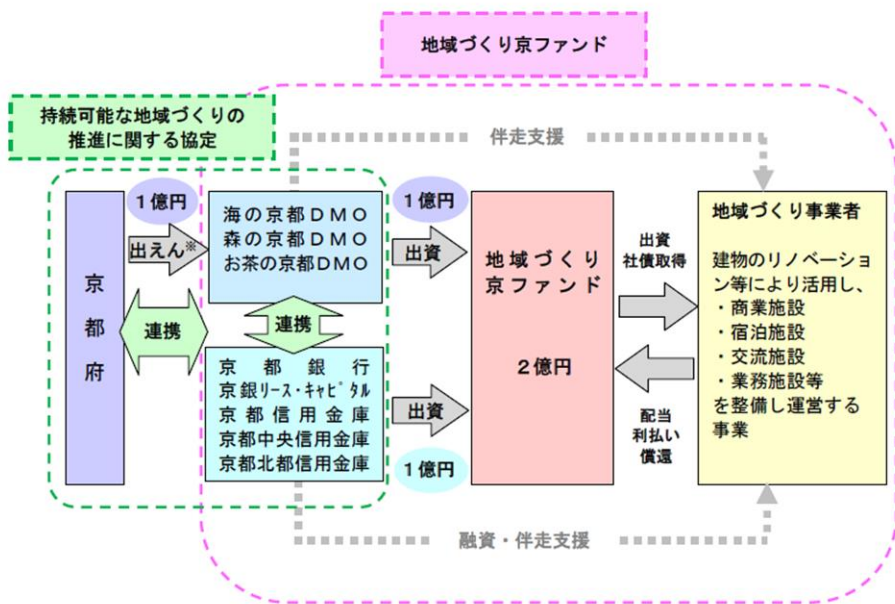 地域づくり京ファンド
持続可能な地域づくりの
推進に関する協定
伴走支援
1億円
1億円
京都府
出えん※
海の京都DMO
森の京都DMO
お茶の京都DMO
出資
連携
連携
京都銀行
京銀リース・キャピタル
京都信用金庫
京都中央信用金庫
京都北都信用金庫
出資
1億円
地域づくり
京ファンド
2億円
出資
社債取得
配当
利払い
償還
地域づくり事業者
建物のリノベーション
ン等により活用し、
・商業施設
・宿泊施設
・交流施設
・業務施設等
を整備し運営する
事業
融資・伴走支援